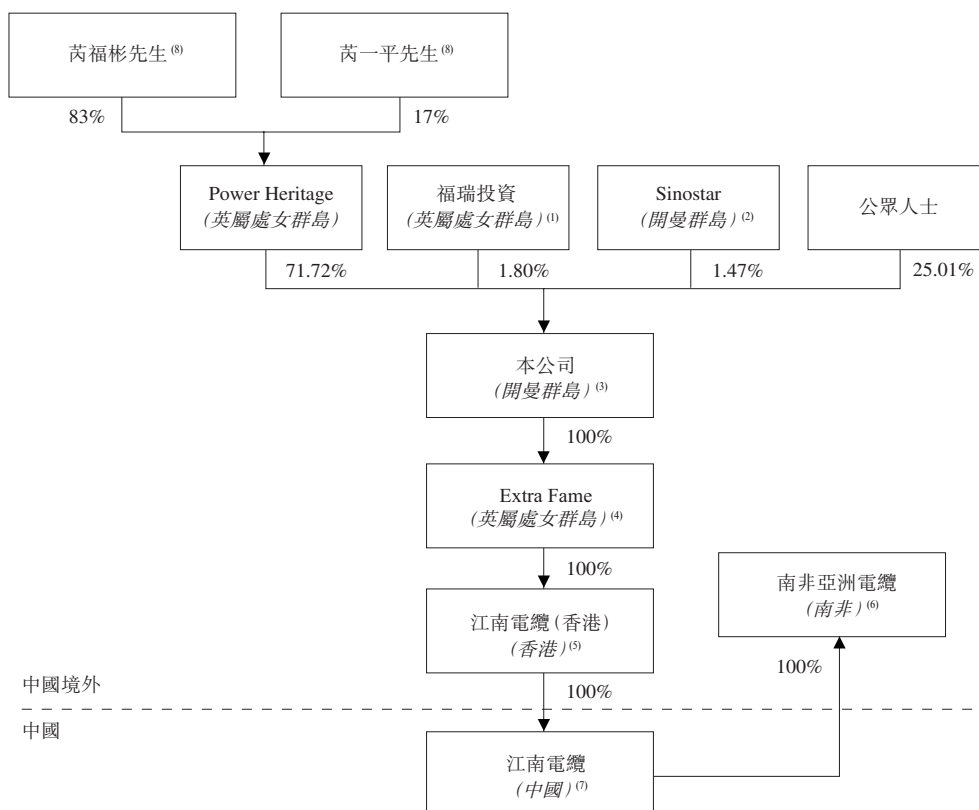 芮福彬先生(8)
芮一平先生(8)
83%
17%
Power Heritage
(英屬處女群島)
福瑞投資
(英屬處女群島)(1)
Sinostar
(開曼群島)(2)
公眾人士
71.72%
1.80%
1.47%
25.01%
本公司
(開曼群島)(3)
100%
Extra Fame
(英屬處女群島)(4)
100%
南非亞洲電纜
(南非)(6)
江南電纜(香港)
(香港)(5)
100%
中國境外
100%
中國
江南電纜
(中國)(7)